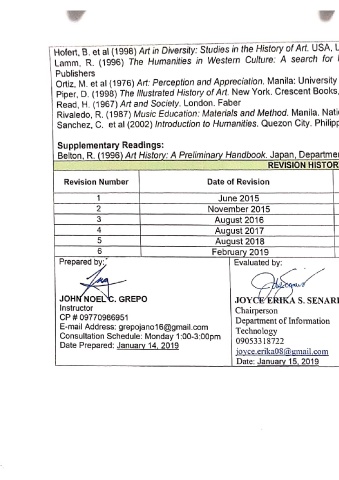 Hofert, B. et al (1996) Art in Diversity: Studies in the History of Art. USA,
Lamm, R. (1996) The Humanities in Western Culture: A search for
Publishers
Ortiz, M. et al (1976) Art: Perception and Appreciation. Manila: University
Piper, D. (1998) The Illustrated History of Art. New York. Crescent Books,
Read, H. (1967) Art and Society. London. Faber
Rivaledo, R. (1987) Music Education: Materials and Method. Manila. Nati
Sanchez, C. et al (2002) Introduction to Humanities. Quezon City. Philipp
Supplementary Readings:
Belton, R. (1996) Art History: A Preliminary Handbook. Japan, Departmen
REVISION HISTOR
Revision Number Date of Revision
1 June 2015
2 November 2015
3 August 2016
4 August 2017
5 August 2018
6 February 2019
Prepared by: Evaluated by:
JOHN NOEL C. GREPO
Instructor
CP # 09770986951
E-mail Address: grepojano16@gmail.com
Consultation Schedule: Monday 1:00-3:00pm
Date Prepared: January 14, 2019
JOYCE ERIKA S. SENARI
Chairperson
Department of Information
Technology
09053318722
joyce.erika08@gmail.com
Date: January 15, 2019